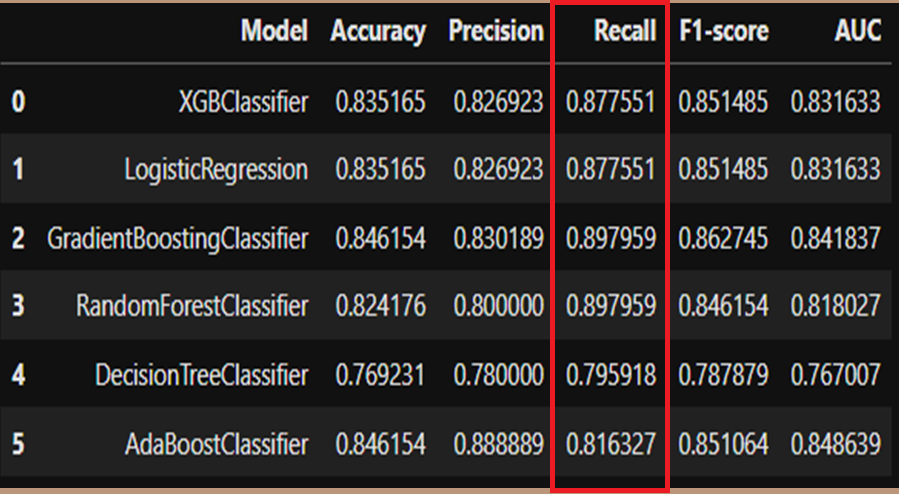 Model Accuracy Precision Recall F1-score AUC
0 XGBClassifier 0.835165 0.826923 0.877551 0.851485 0.831633
1 LogisticRegression 0.835165 0.826923 0.877551 0.851485 0.831633
2 GradientBoostingClassifier 0.846154 0.830189 0.897959 0.862745 0.841837
3 RandomForestClassifier 0.824176 0.800000 0.897959 0.846154 0.818027
4 DecisionTreeClassifier 0.769231 0.780000 0.795918 0.787879 0.767007
5 AdaBoostClassifier 0.846154 0.888889 0.816327 0.851064 0.848639